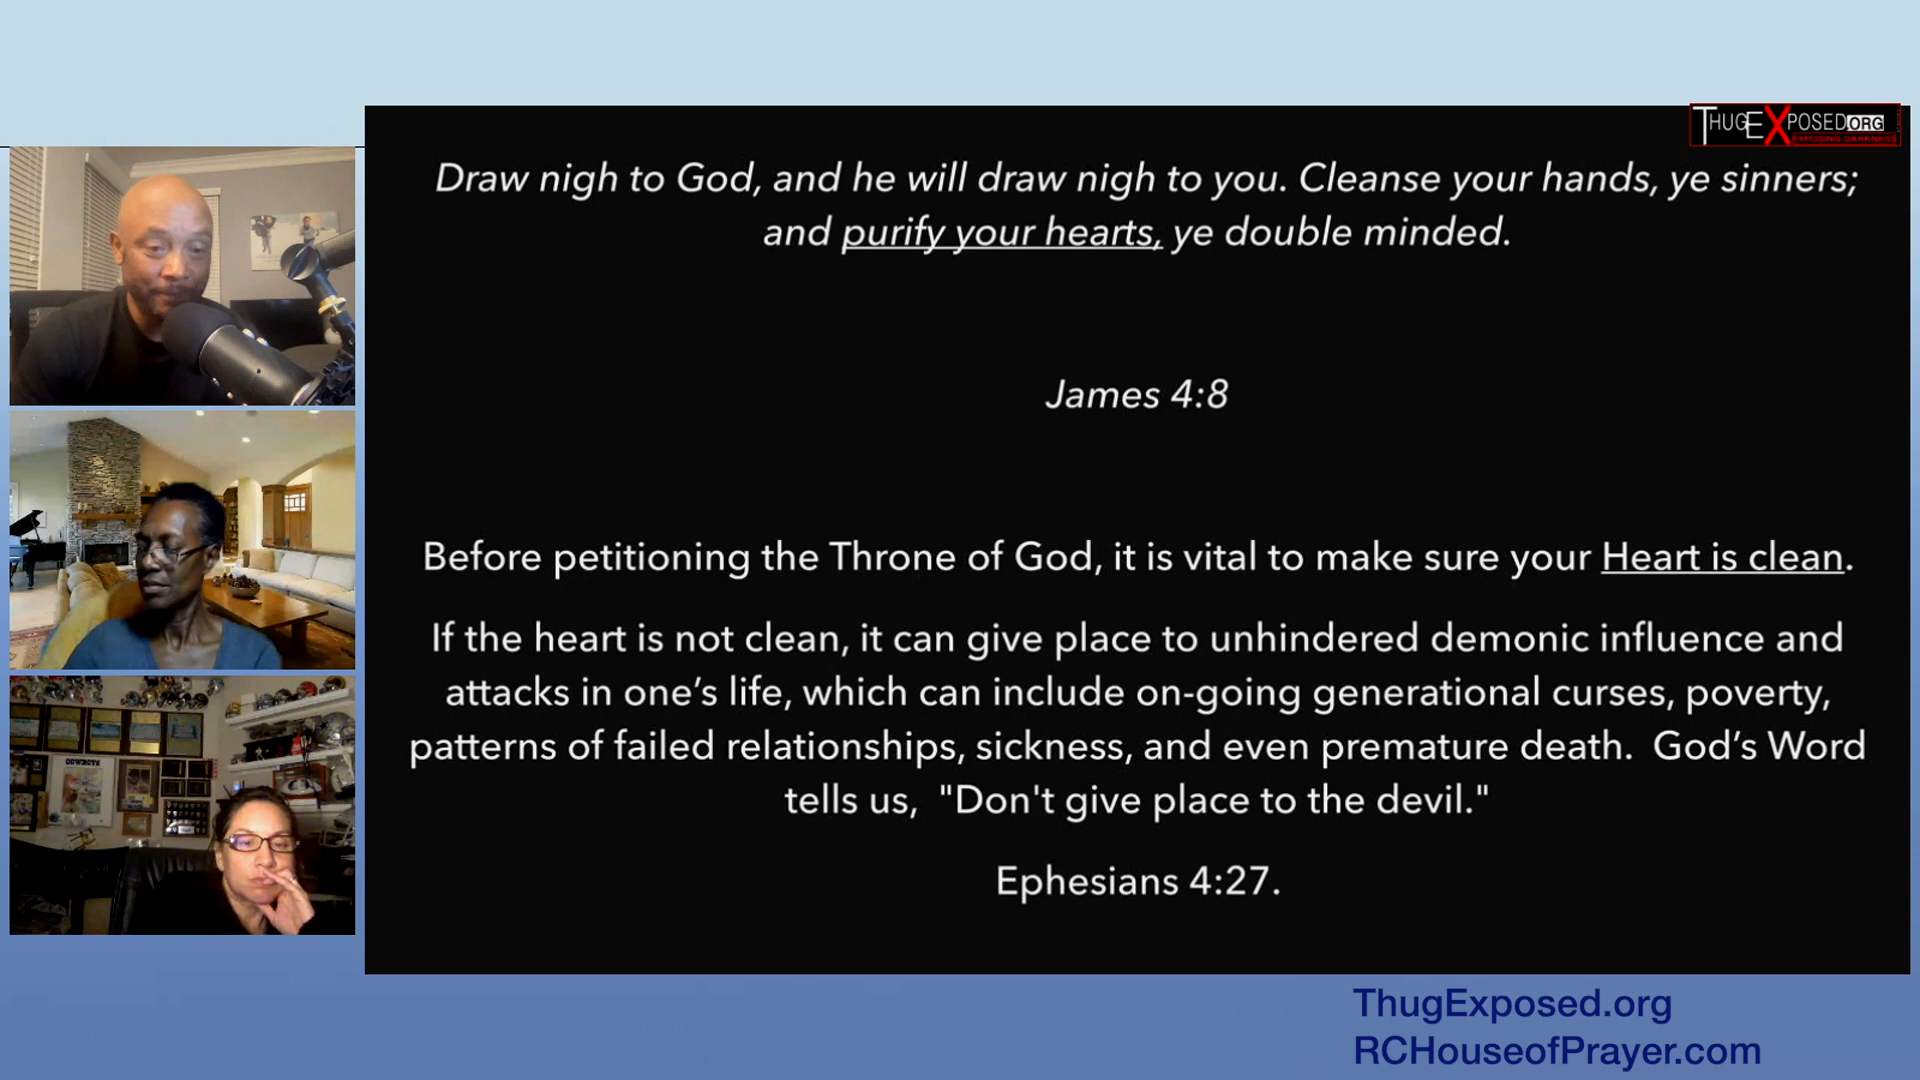 THUGEXPOSED.ORG
EXPOSING DARKNESS
Draw nigh to God, and he will draw nigh to you. Cleanse your hands, ye sinners;
and purify your hearts, ye double minded.
James 4:8
Before petitioning the Throne of God, it is vital to make sure your Heart is clean.
If the heart is not clean, it can give place to unhindered demonic influence and
attacks in one’s life, which can include on-going generational curses, poverty,
patterns of failed relationships, sickness, and even premature death.  God’s Word
tells us,  "Don't give place to the devil."
Ephesians 4:27.
COWBOYS
ThugExposed.org
RCHouseofPrayer.com